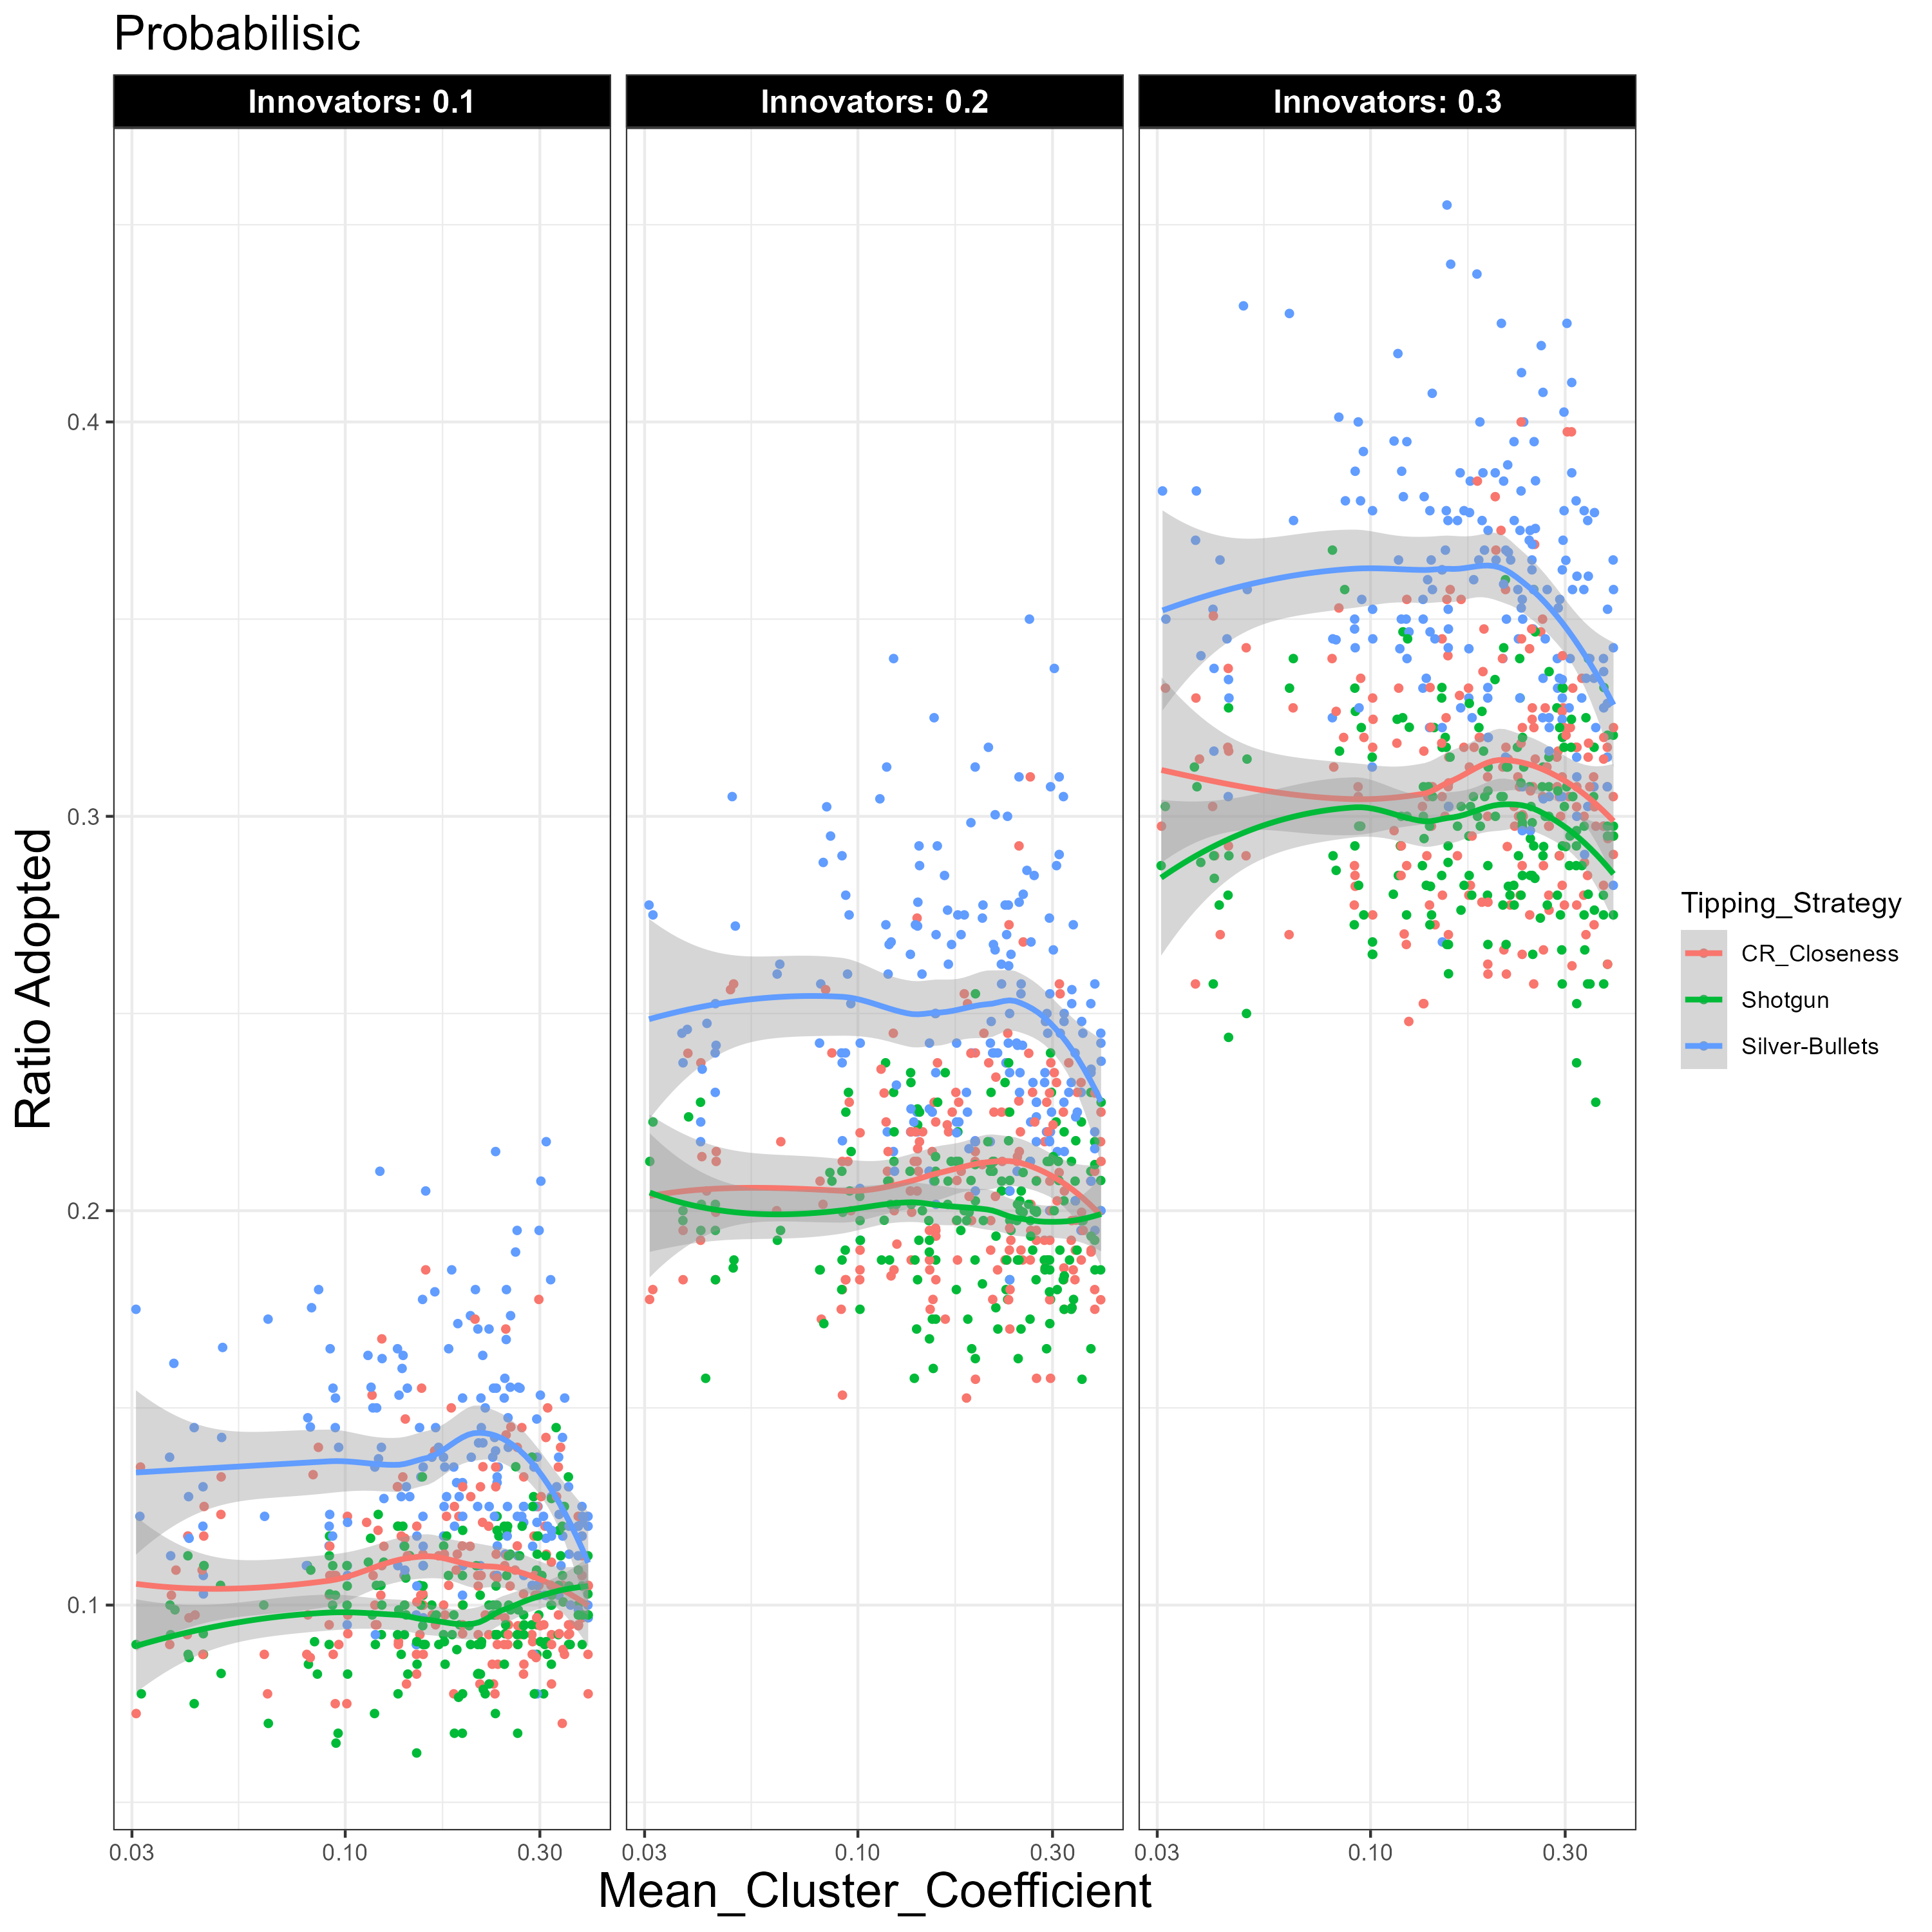 Probabilisic
Innovators: 0.1
Innovators: 0.2
Innovators: 0.3
0.4
0.3
0.2
0.1
Ratio Adopted
0.03 0.10 0.30
0.03 0.10 0.30
0.03 0.10 0.30
Mean_Cluster_Coefficient
Tipping_Strategy
CR_Closeness
Shotgun
Silver-Bullets